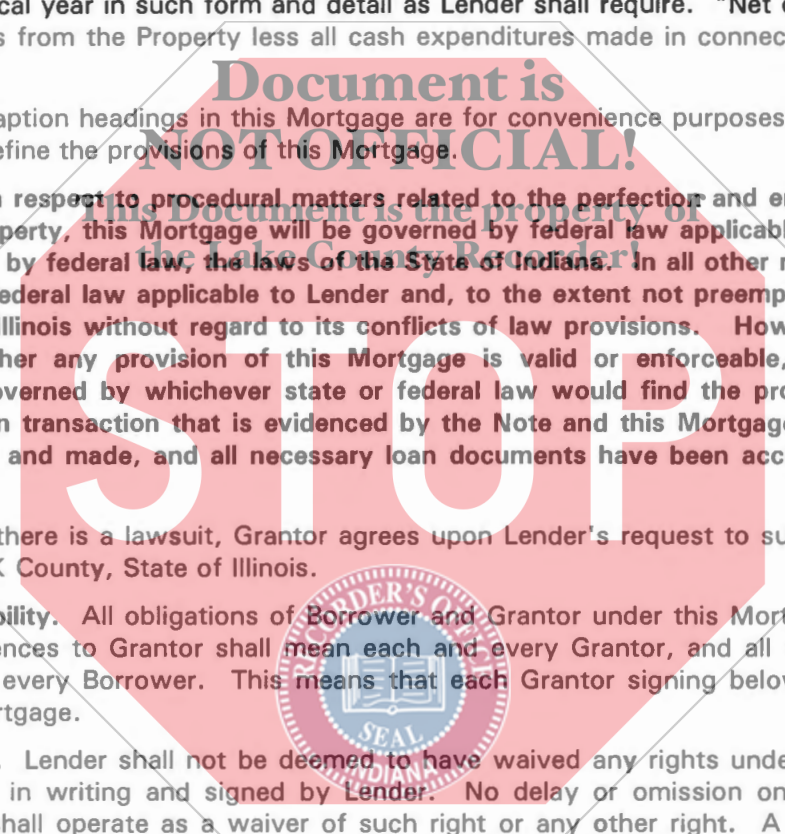 cal year in such form and detail as Lender shall require. "Net c
s from the Property less all cash expenditures made in connec
Document is
aption headings in this Mortgage are for convenience purposes
efine the provisions of this Mortgage.
NOT OFFICIAL!
respect to procedural matters related to the perfection and e
This Document is the property of
perty, this Mortgage will be governed by federal law applicabl
the Lake County Recorder!
by federal law, the laws of the State of Indiana. In all other r
ederal law applicable to Lender and, to the extent not preemp
Illinois without regard to its conflicts of law provisions. How
her any provision of this Mortgage is valid or enforceable,
overned by whichever state or federal law would find the pro
n transaction that is evidenced by the Note and this Mortgage
and made, and all necessary loan documents have been acc
STOP
there is a lawsuit, Grantor agrees upon Lender's request to su
K County, State of Illinois.
bility. All obligations of Borrower and Grantor under this Mort
ences to Grantor shall mean each and every Grantor, and all
every Borrower. This means that each Grantor signing belov
rtgage.
RECORDER'S OFFICE
SEAL
INDIANA
. Lender shall not be deemed to have waived any rights unde
in writing and signed by Lender. No delay or omission on
shall operate as a waiver of such right or any other right. A